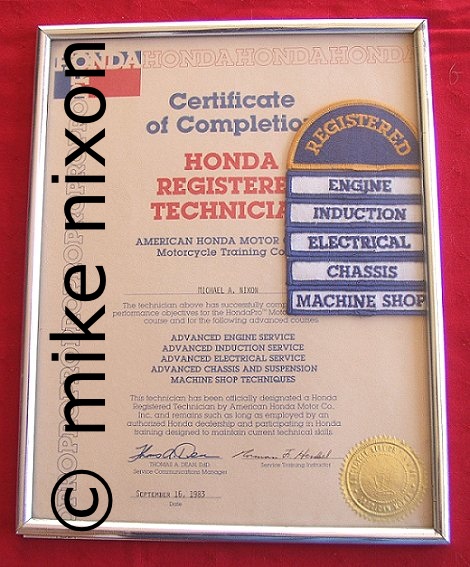 HONDAHONDAHONDAHONDAHONDA
© mike nixon
Certificate
of Completion
HONDA
REGISTERE
TECHNICIA
AMERICAN HONDA MOTOR
Motorcycle Training Co
MICHAEL A. NIXON
The technician above has successfully comp
performance objectives for the HondaPro™ Moto
course and for the following advanced courses
ADVANCED ENGINE SERVICE
ADVANCED INDUCTION SERVICE
ADVANCED ELECTRICAL SERVICE
ADVANCED CHASSIS AND SUSPENSION
MACHINE SHOP TECHNIQUES
This technician has been officially designated a Honda
Registered Technician by American Honda Motor Co.
Inc. and remains such as long as employed by an
authorized Honda dealership and participating in Honda
training designed to maintain current technical skills.
THOMAS A. DEAN, EdD.
Service Communications Manager
Service Training Instructor
SEPTEMBER 16, 1983
Date
REGISTERED
ENGINE
INDUCTION
ELECTRICAL
CHASSIS
MACHINE SHOP